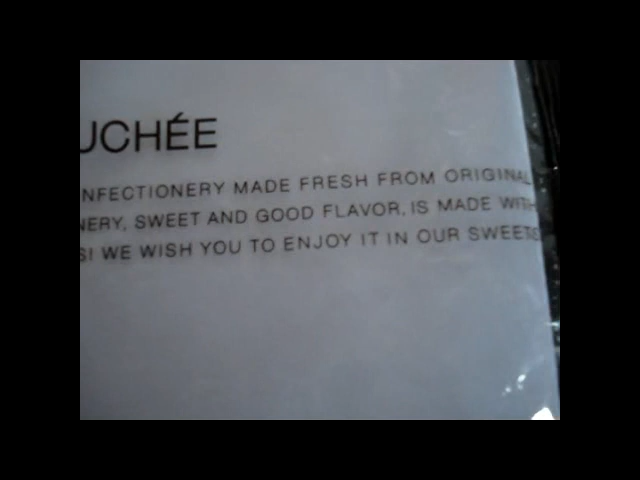 UCHÉE
NFECTIONERY MADE FRESH FROM ORIGINAL
NERY, SWEET AND GOOD FLAVOR, IS MADE WITH
SI WE WISH YOU TO ENJOY IT IN OUR SWEETS